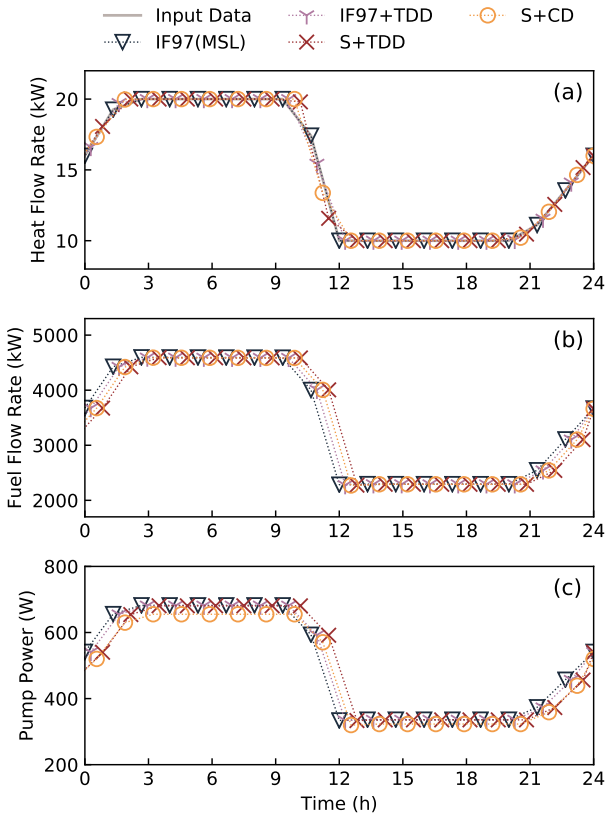 Input Data
IF97+TDD
S+CD
IF97(MSL)
S+TDD
(a)
Heat Flow Rate (kW)
20
15
10
0 3 6 9 12 15 18 21 24
(b)
Fuel Flow Rate (kW)
5000
4000
3000
2000
0 3 6 9 12 15 18 21 24
(c)
Pump Power (W)
800
600
400
200
0 3 6 9 12 15 18 21 24
Time (h)